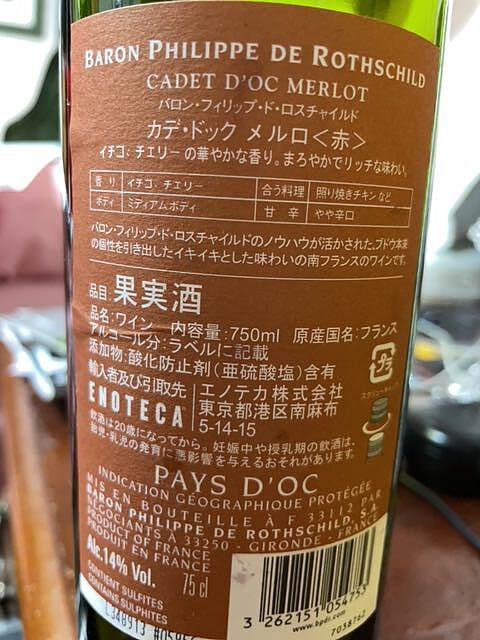 BARON PHILIPPE DE ROTHSCHILD
CADET D'OC MERLOT
バロン・フィリップ・ド・ロスチャイルド
カデ・ドック メルロ＜赤＞
イチゴ、チェリーの華やかな香り。まろやかでリッチな味わい。
香り イチゴ、チェリー 合う料理 照り焼きチキン など
ボディ ミディアムボディ 甘辛 やや辛口
バロン・フィリップ・ド・ロスチャイルドのノウハウが活かされた、ブドウ本来
の個性を引き出したイキイキとした味わいの南フランスのワインです。
品目:果実酒
品名:ワイン 内容量:750ml 原産国名:フランス
アルコール分:ラベルに記載
添加物:酸化防止剤(亜硫酸塩)含有
プラ
スクリューキャップ
輸入者及び引取先
ENOTECA
エノテカ株式会社
東京都港区南麻布
5-14-15
飲酒は20歳になってから。妊娠中や授乳期の飲酒は、
胎児・乳児の発育に悪影響を与えるおそれがあります。
PAYS D'OC
INDICATION GÉOGRAPHIQUE PROTÉGÉE
MIS EN BOUTEILLE À F 33112 PAR
BARON PHILIPPE DE ROTHSCHILD, S.A.
NÉGOCIANTS À 33250 - GIRONDE - FRANCE
PRODUCT OF FRANCE
PRODUIT EN FRANCE
Alc.14% Vol.
75 cl
CONTIENT SULFITES
CONTAINS SULPHITES
3 262151 054753
www.bpdr.com
7038762